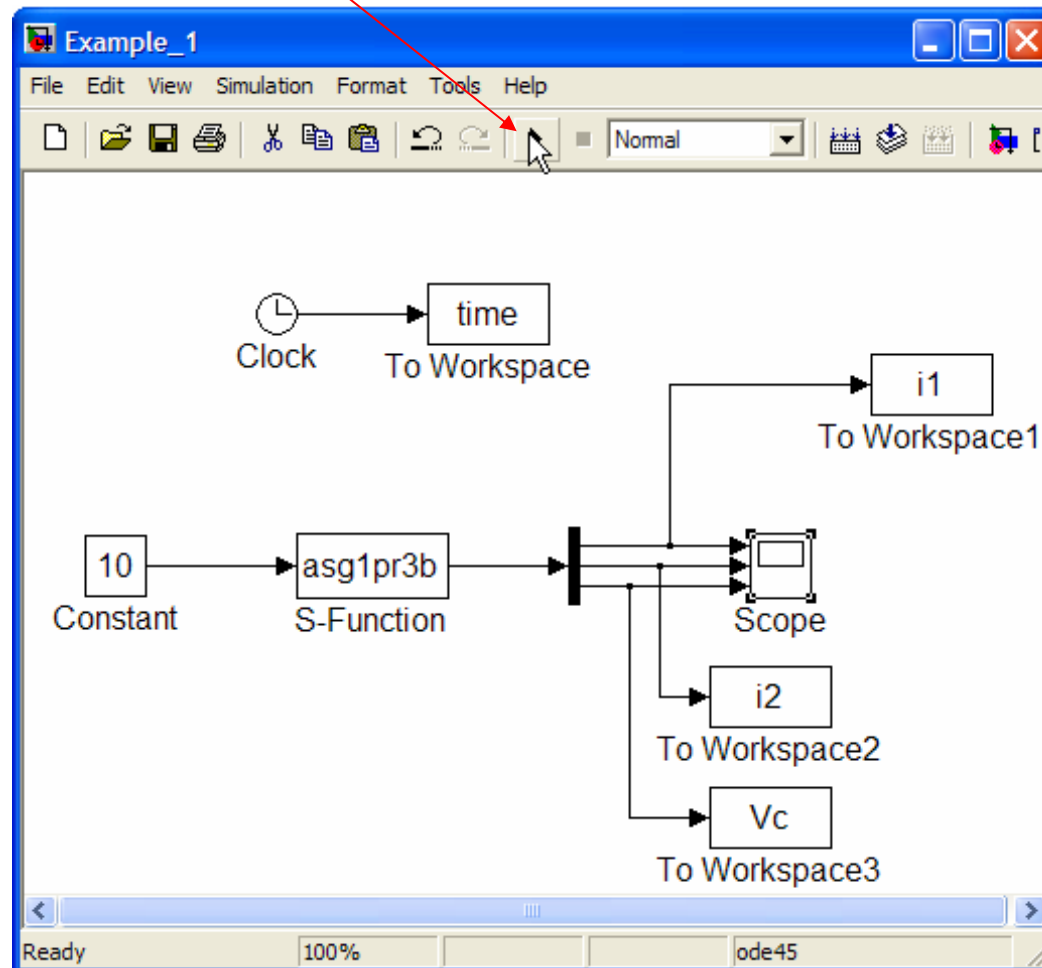 Example_1
File Edit View Simulation Format Tools Help
Normal
time
Clock
To Workspace
i1
To Workspace1
10
asg1pr3b
Constant
S-Function
Scope
i2
To Workspace2
Vc
To Workspace3
Ready 100% ode45